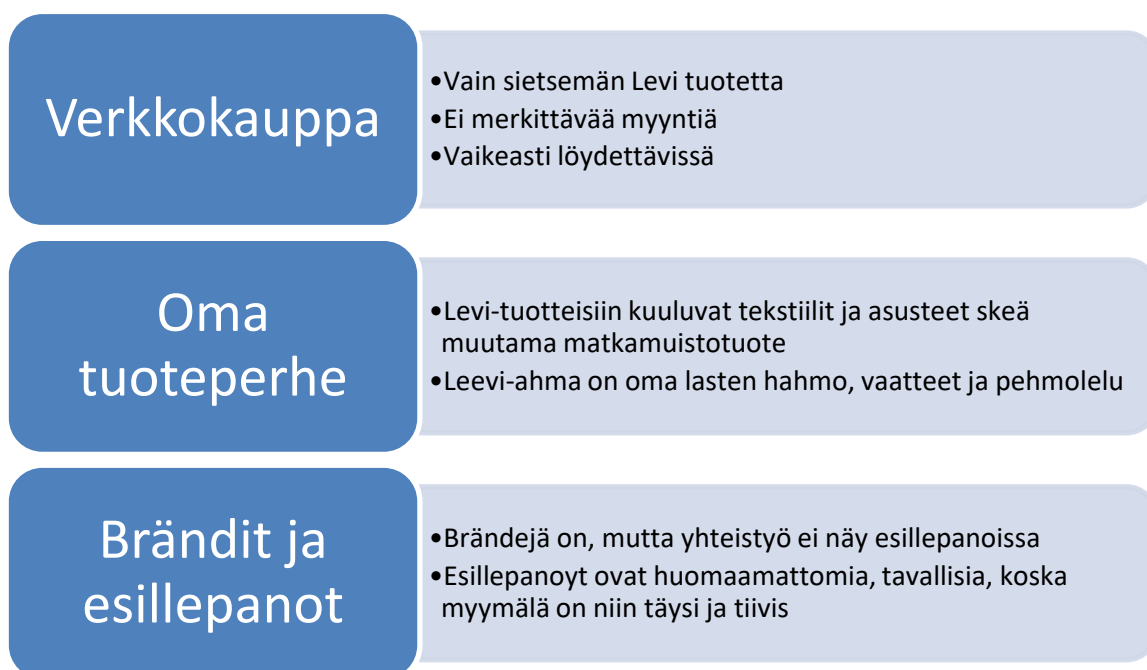 Verkkokauppa
•Vain sietsemän Levi tuotetta
•Ei merkittävää myyntiä
•Vaikeasti löydettävissä
Oma
tuoteperhe
•Levi-tuotteisiin kuuluvat tekstiilit ja asusteet skeä
muutama matkamuistotuote
•Leevi-ahma on oma lasten hahmo, vaatteet ja pehmolelu
Brändit ja
esillepanot
•Brändejä on, mutta yhteistyö ei näy esillepanoissa
•Esillepanoyt ovat huomaamattomia, tavallisia, koska
myymälä on niin täysi ja tiivis